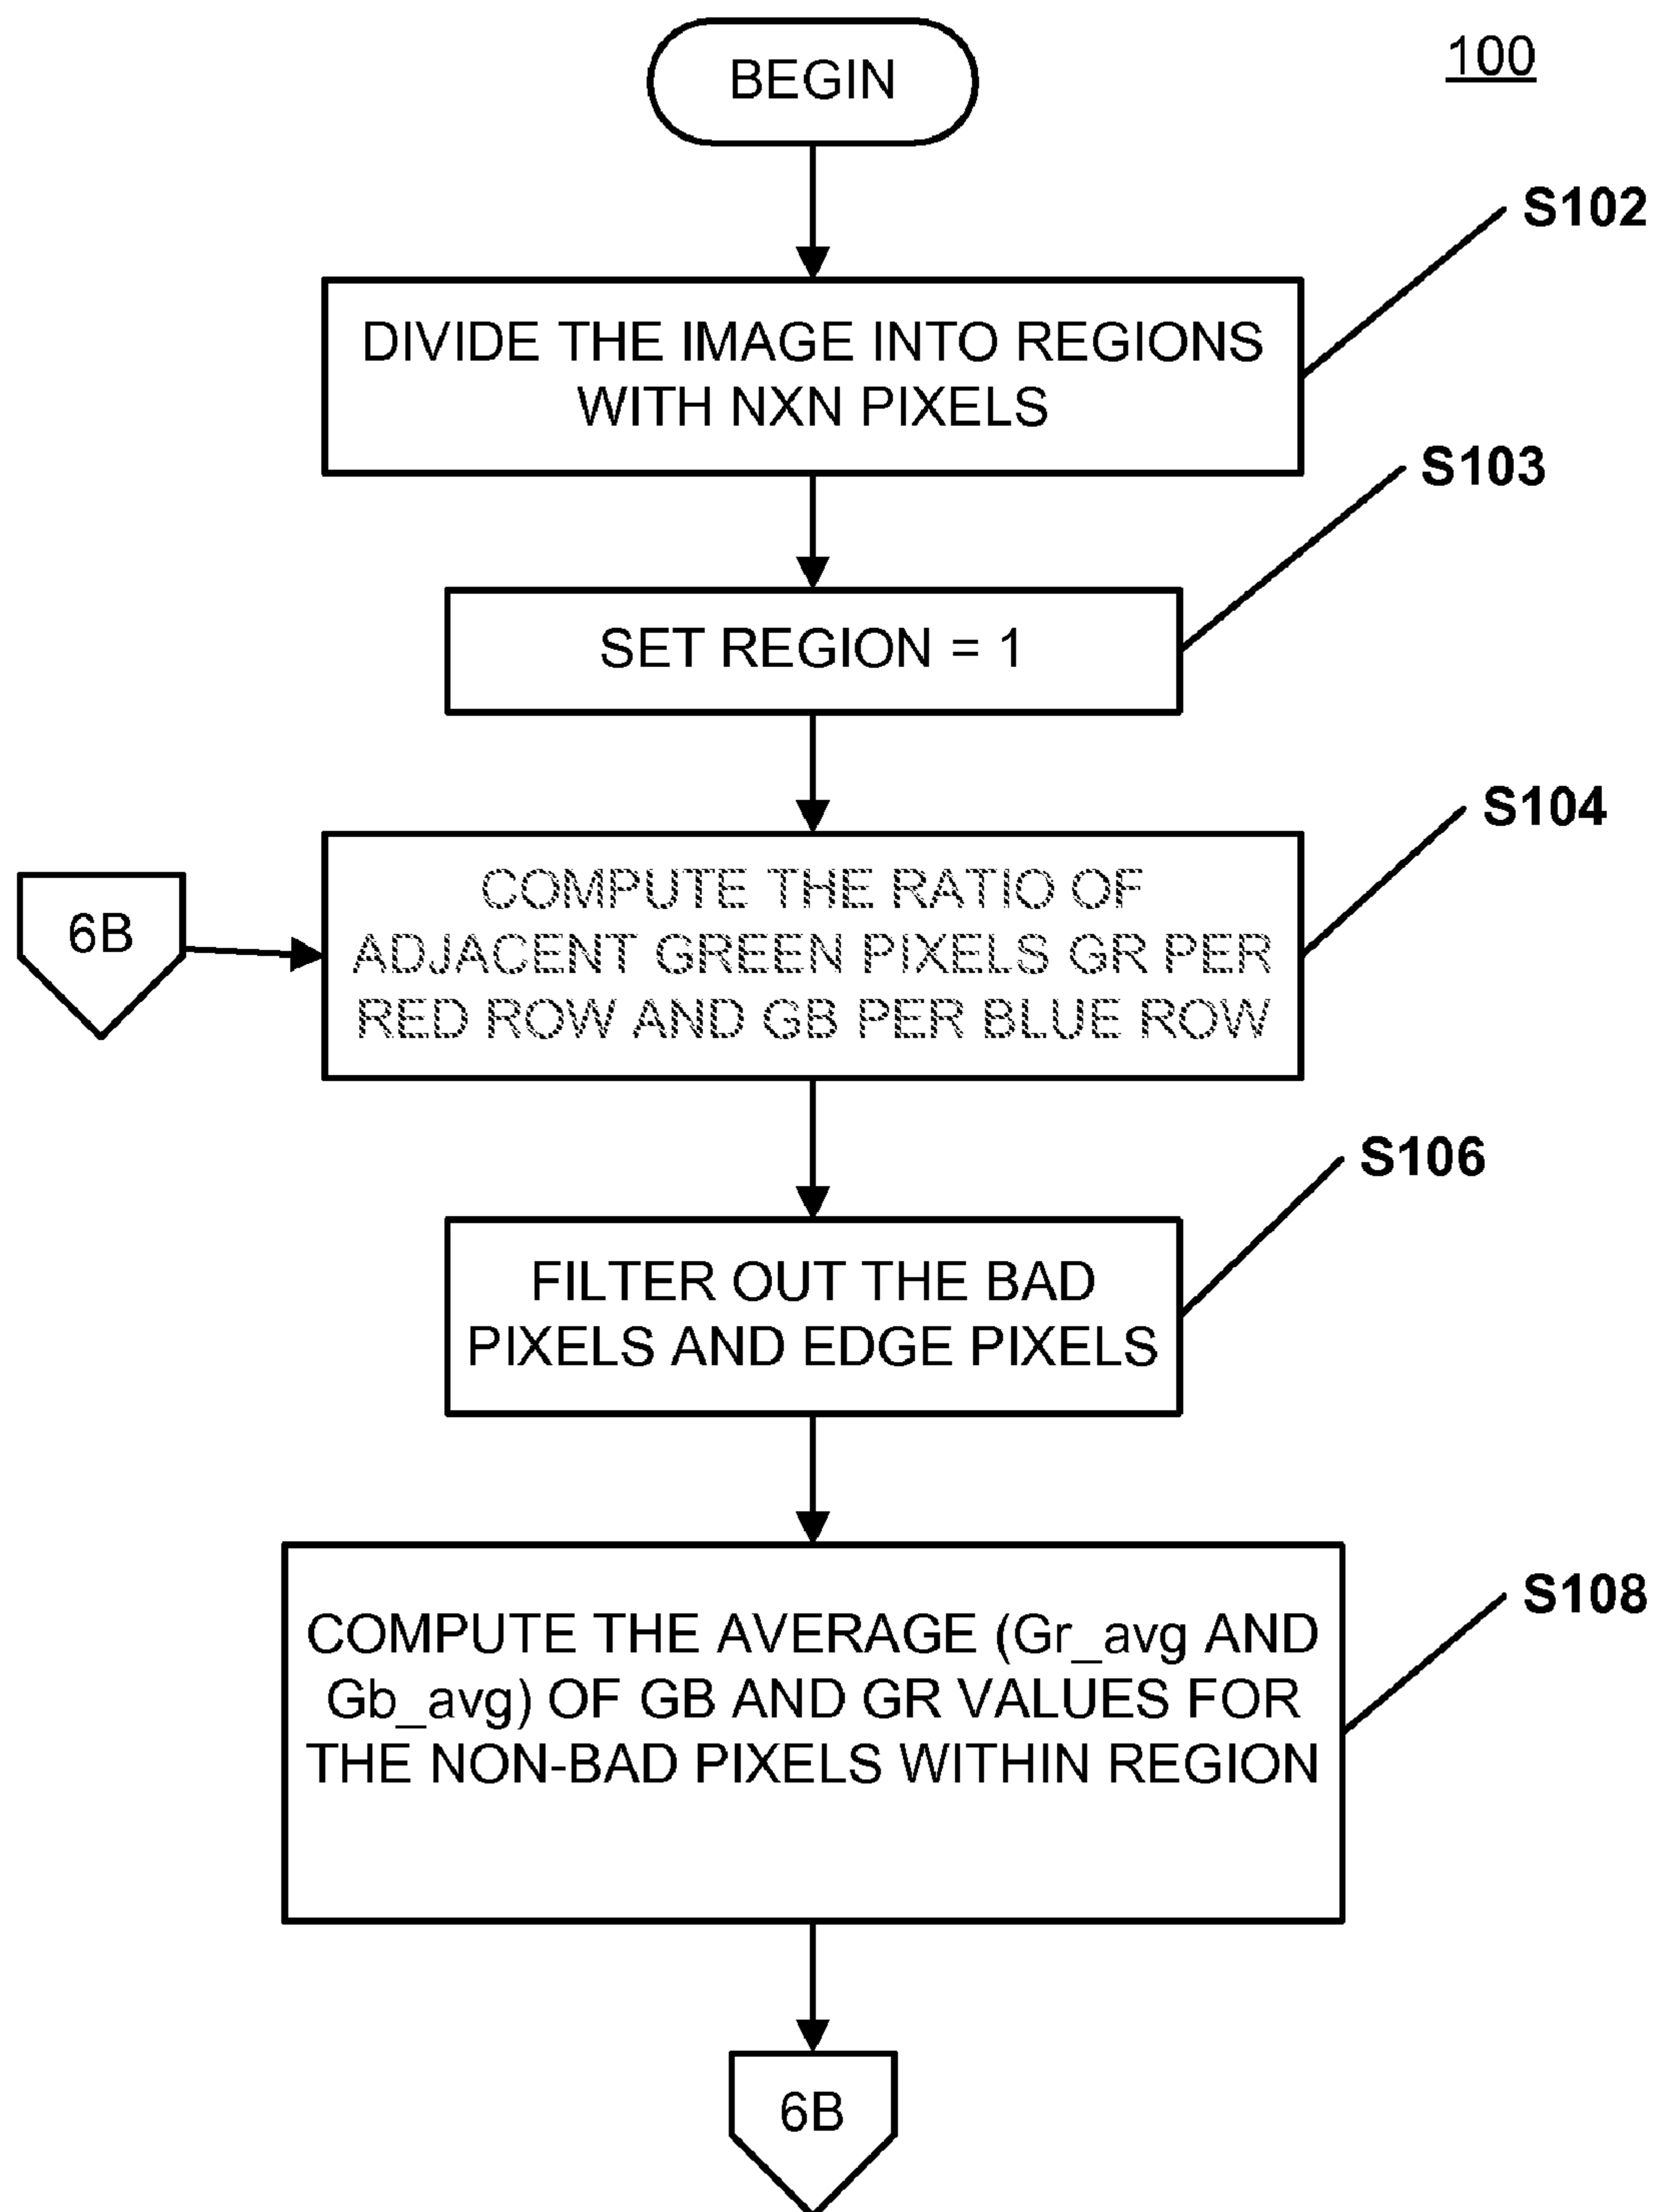 100
BEGIN
S102
DIVIDE THE IMAGE INTO REGIONS
WITH NXN PIXELS
S103
SET REGION = 1
S104
COMPUTE THE RATIO OF
ADJACENT GREEN PIXELS GR PER
RED ROW AND GB PER BLUE ROW
6B
S106
FILTER OUT THE BAD
PIXELS AND EDGE PIXELS
S108
COMPUTE THE AVERAGE (Gr_avg AND
Gb_avg) OF GB AND GR VALUES FOR
THE NON-BAD PIXELS WITHIN REGION
6B